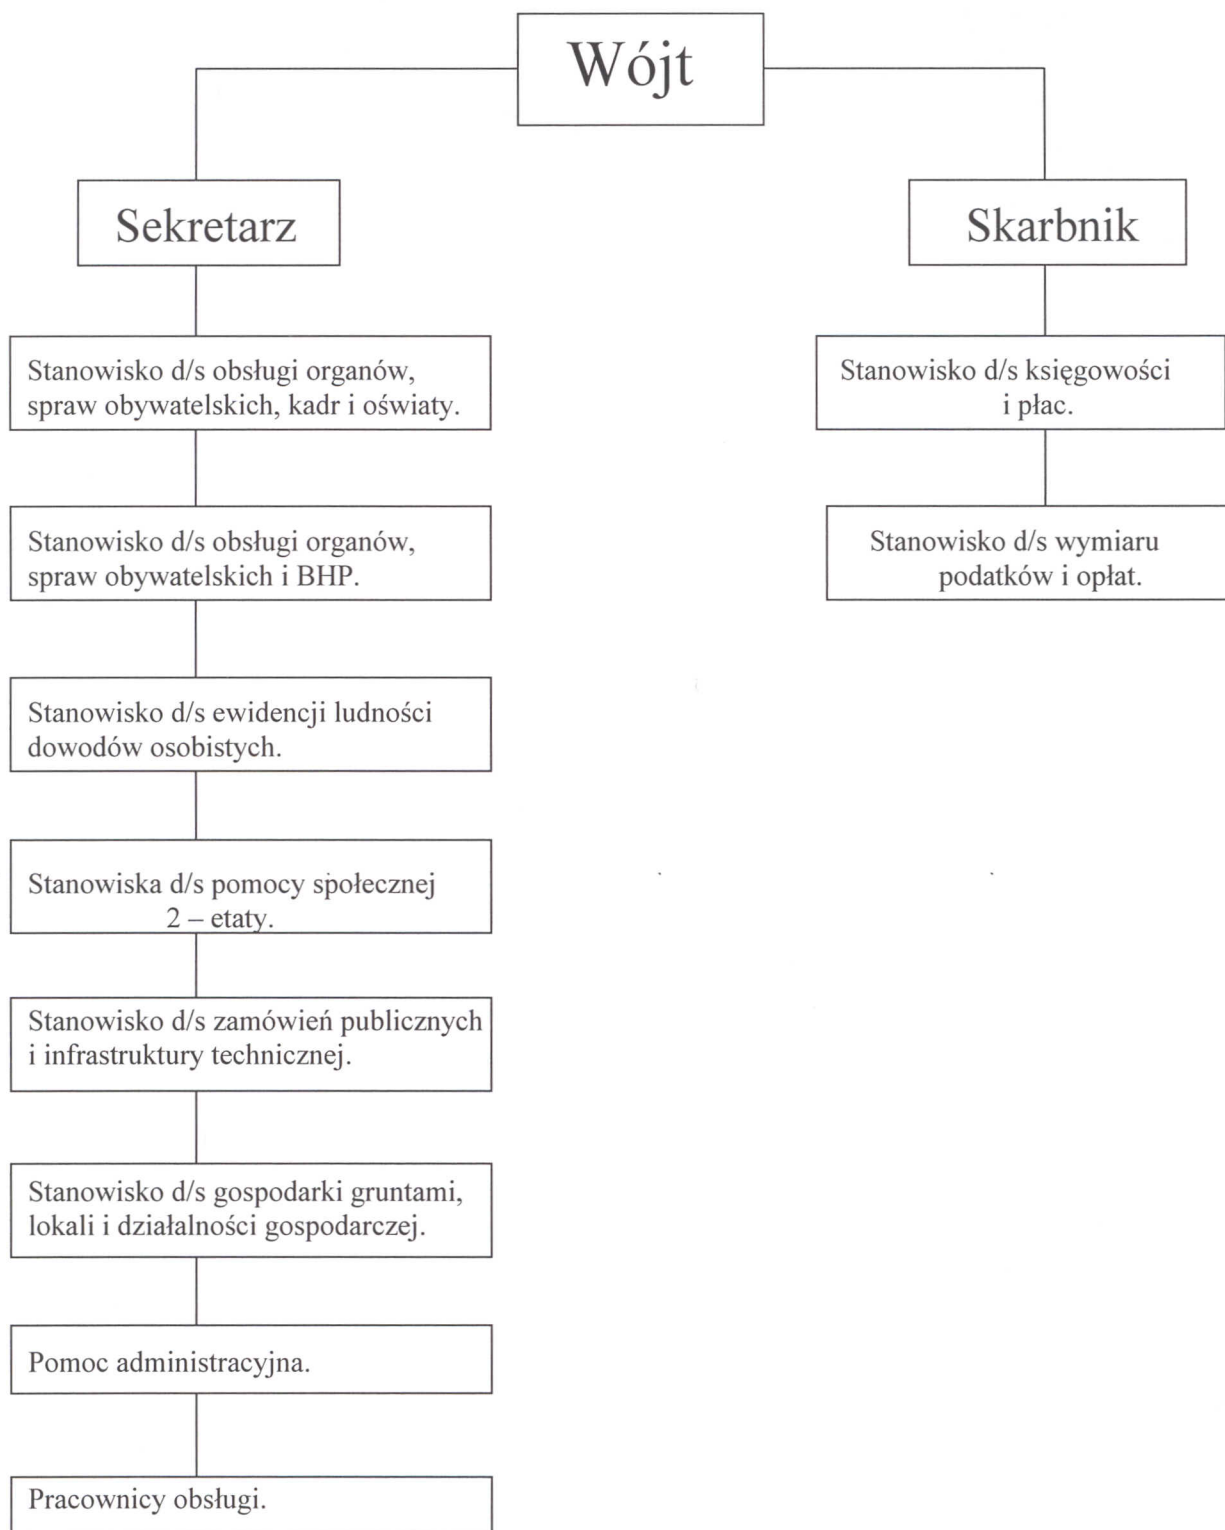 Wójt
Sekretarz
Skarbnik
Stanowisko d/s obsługi organów,
spraw obywatelskich, kadr i oświaty.
Stanowisko d/s obsługi organów,
spraw obywatelskich i BHP.
Stanowisko d/s ewidencji ludności
dowodów osobistych.
Stanowiska d/s pomocy społecznej
2 – etaty.
Stanowisko d/s zamówień publicznych
i infrastruktury technicznej.
Stanowisko d/s gospodarki gruntami,
lokali i działalności gospodarczej.
Pomoc administracyjna.
Pracownicy obsługi.
Stanowisko d/s księgowości
i płac.
Stanowisko d/s wymiaru
podatków i opłat.